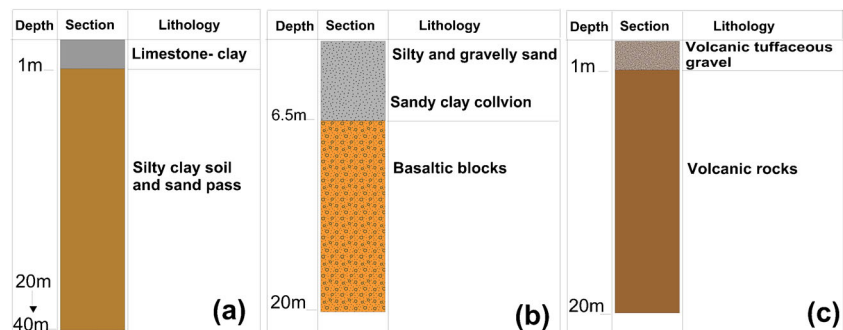 Depth Section Lithology
Limestone- clay
1m
Silty clay soil
and sand pass
20m
40m
(a)
Depth Section Lithology
Silty and gravelly sand
Sandy clay collvion
6.5m
Basaltic blocks
20m
(b)
Depth Section Lithology
Volcanic tuffaceous
gravel
1m
Volcanic rocks
20m
(c)